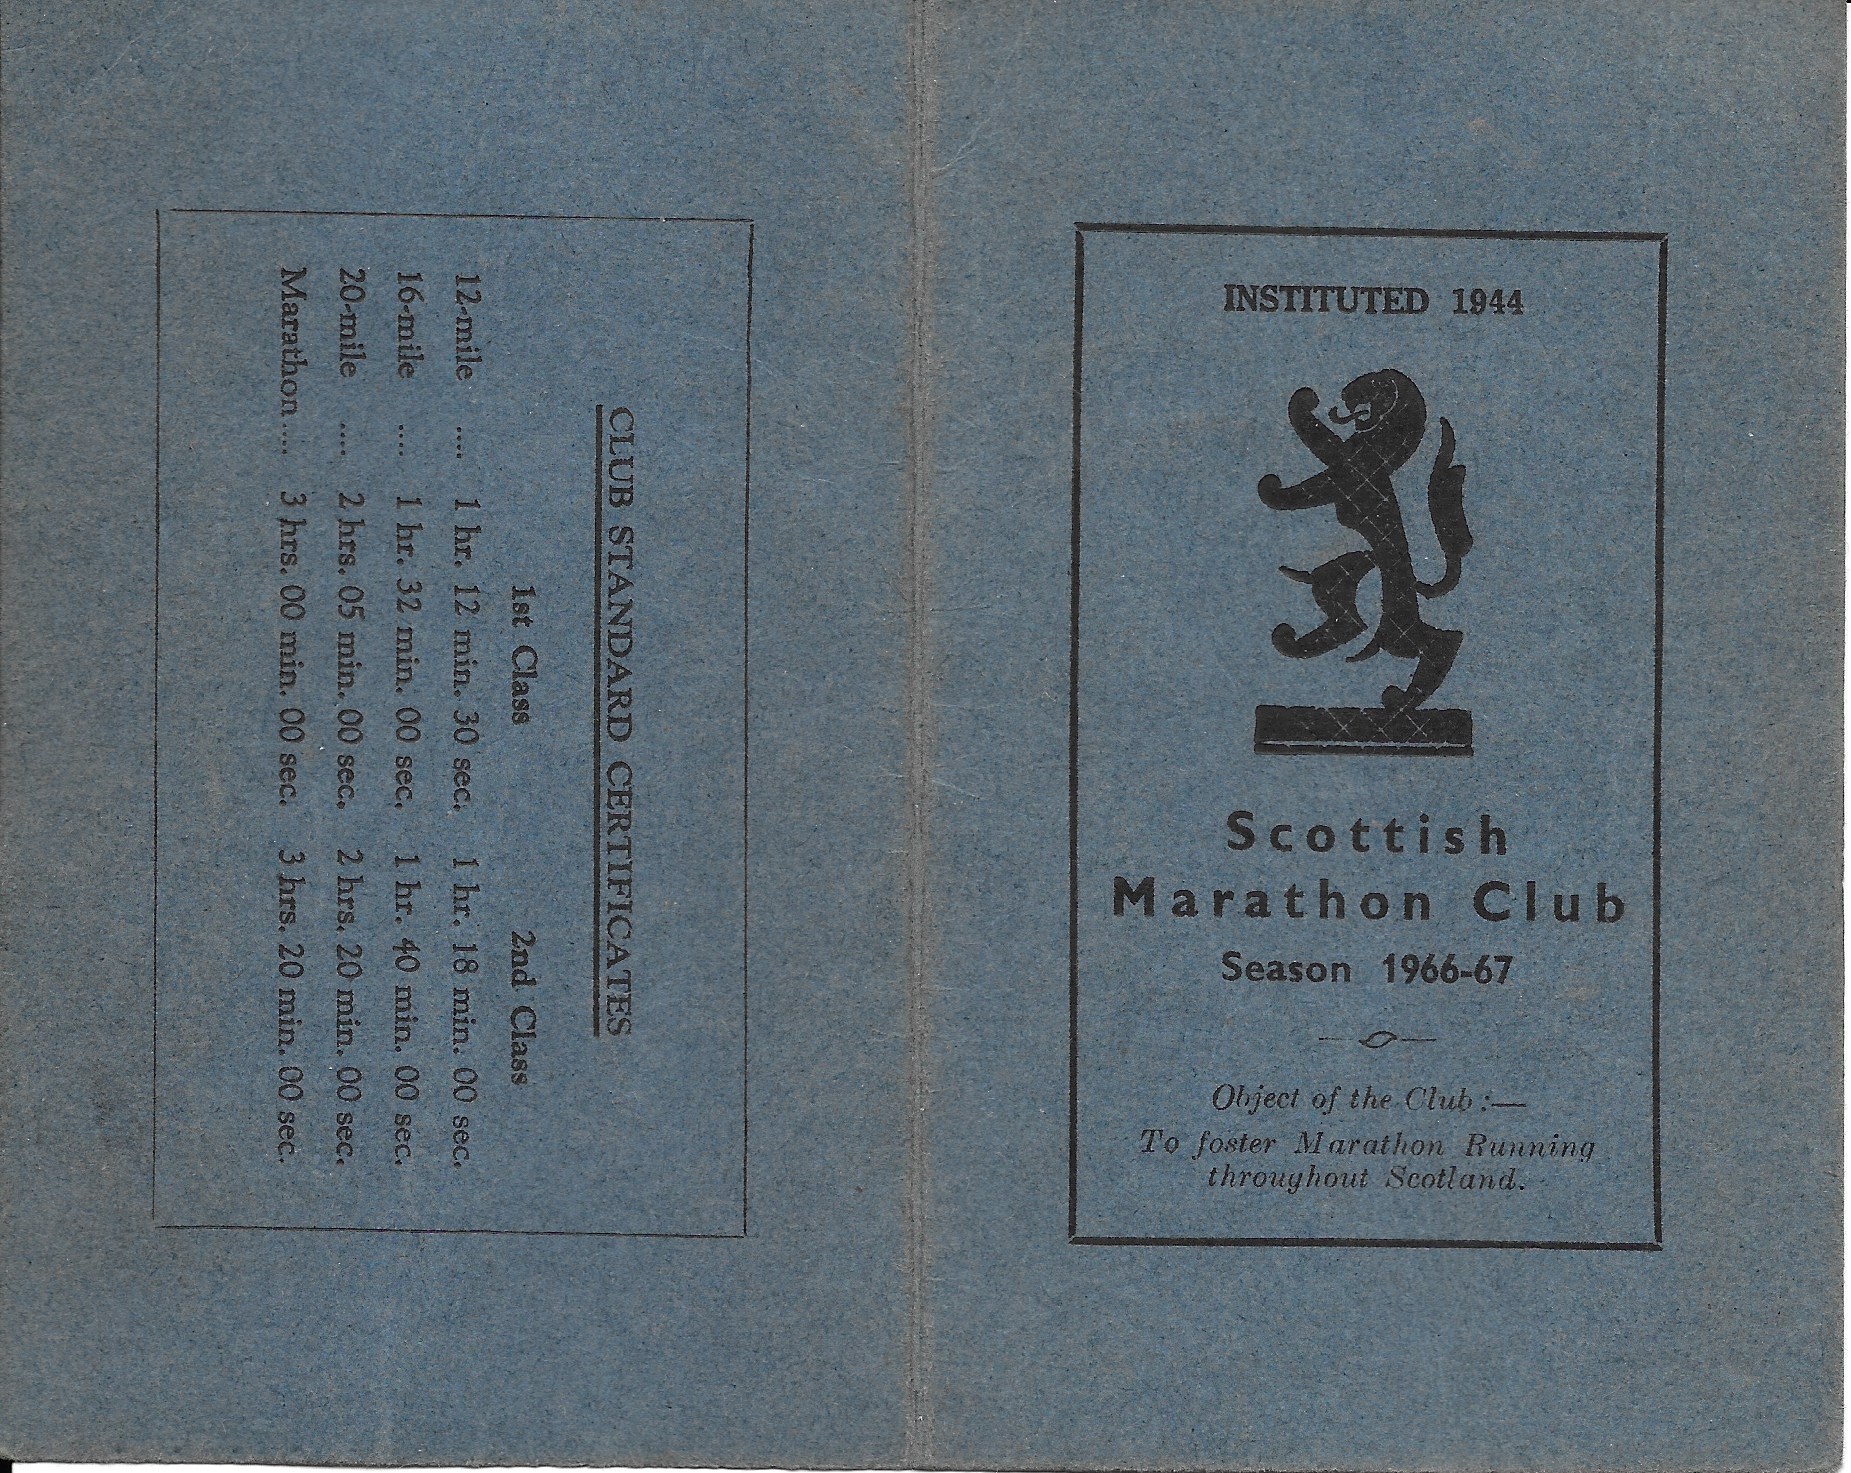 INSTITUTED 1944
Scottish
Marathon Club
Season 1966-67
Object of the Club :—
To foster Marathon Running
throughout Scotland.
CLUB STANDARD CERTIFICATES
1st Class 2nd Class
12-mile .... 1 hr. 12 min. 30 sec. 1 hr. 18 min. 00 sec.
16-mile .... 1 hr. 32 min. 00 sec. 1 hr. 40 min. 00 sec.
20-mile .... 2 hrs. 05 min. 00 sec. 2 hrs. 20 min. 00 sec.
Marathon .... 3 hrs. 00 min. 00 sec. 3 hrs. 20 min. 00 sec.